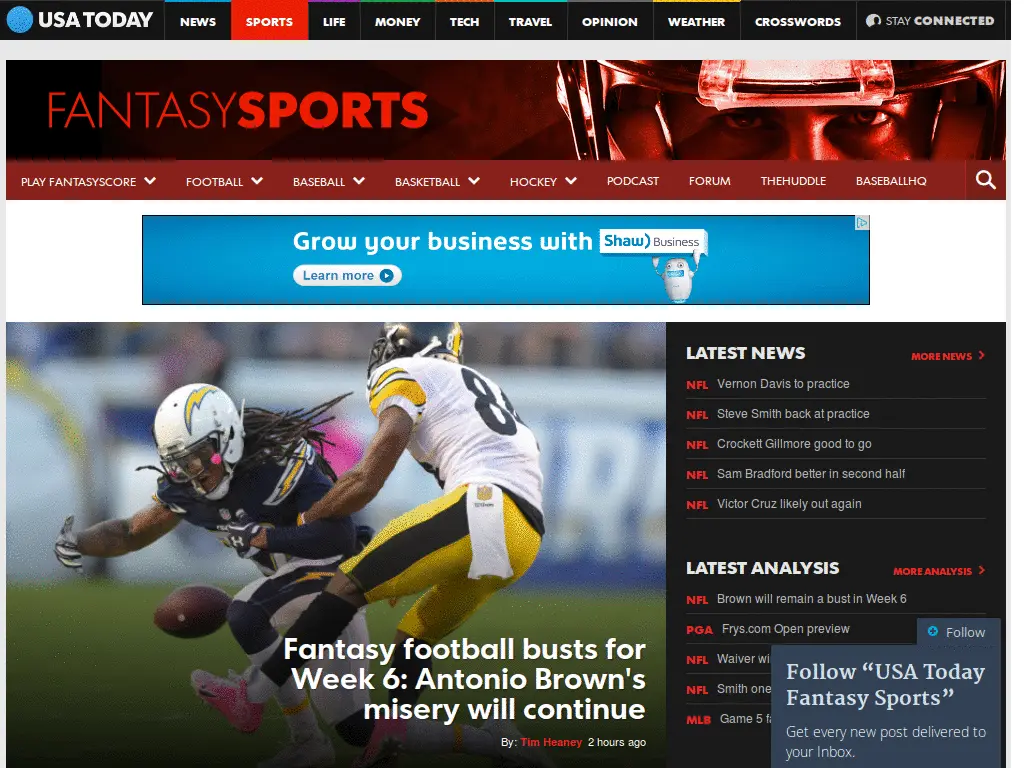 USA TODAY NEWS SPORTS LIFE MONEY TECH TRAVEL OPINION WEATHER CROSSWORDS STAY CONNECTED
FANTASYSPORTS
PLAY FANTASYSCORE FOOTBALL BASEBALL BASKETBALL HOCKEY PODCAST FORUM THEHUDDLE BASEBALLHQ
Grow your business with Shaw) Business
Learn more
Fantasy football busts for
Week 6: Antonio Brown's
misery will continue
By: Tim Heaney 2 hours ago
LATEST NEWS MORE NEWS
NFL Vernon Davis to practice
NFL Steve Smith back at practice
NFL Crockett Gillmore good to go
NFL Sam Bradford better in second half
NFL Victor Cruz likely out again
LATEST ANALYSIS MORE ANALYSIS
NFL Brown will remain a bust in Week 6
PGA Frys.com Open preview
NFL Waiver
NFL Smith one
MLB Game 5
Follow
Follow “USA Today
Fantasy Sports”
Get every new post delivered to
your Inbox.